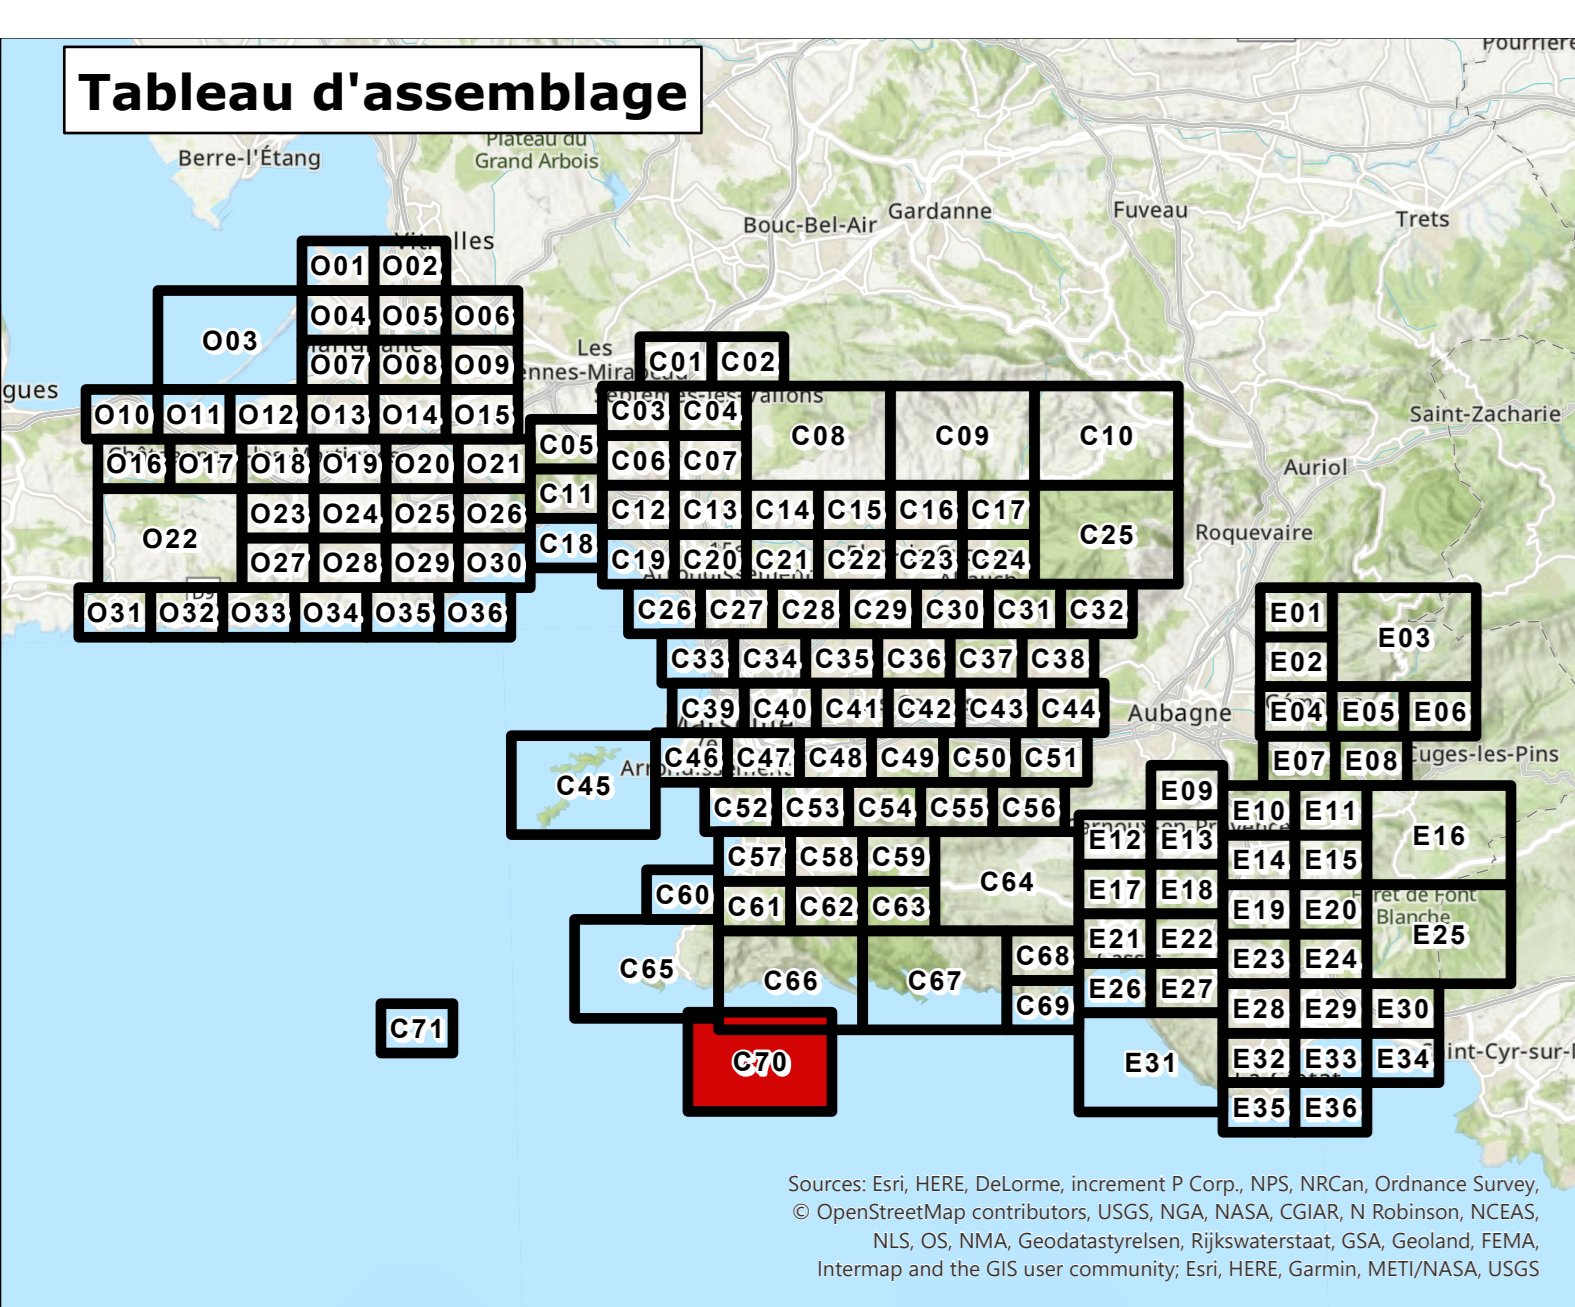 Pourrière
Tableau d'assemblage
Plateau du
Grand Arbois
Berre-l'Étang
Bouc-Bel-Air
Gardanne
Fuveau
Trets
O01 O02
O03
O04 O05 O06
O07 O08 O09
Les
C01 C02
gues
O10 O11 O12 O13 O14 O15
C03 C04
C08 C09 C10
Saint-Zacharie
C05
C06 C07
O16 O17 O18 O19 O20 O21
Auriol
C11
C12 C13 C14 C15 C16 C17
O22
O23 O24 O25 O26
C18
C25
Roquevaire
O27 O28 O29 O30
C19 C20 C21 C22 C23 C24
O31 O32 O33 O34 O35 O36
C26 C27 C28 C29 C30 C31 C32
E01
E02
E03
C33 C34 C35 C36 C37 C38
C39 C40 C41 C42 C43 C44
Aubagne
E04 E05 E06
C45
C46 C47 C48 C49 C50 C51
E07 E08
Cuges-les-Pins
E09
C52 C53 C54 C55 C56
E10 E11
E12 E13
E16
C57 C58 C59
E14 E15
C64
C60
E17 E18
C61 C62 C63
E19 E20
Forêt de Font
Blanche
E25
E21 E22
C65
C66 C67
C68
E23 E24
C69
E26 E27
C71
E28 E29 E30
C70
E31
E32 E33 E34
E35 E36
Sources: Esri, HERE, DeLorme, increment P Corp., NPS, NRCan, Ordnance Survey,
© OpenStreetMap contributors, USGS, NGA, NASA, CGIAR, N Robinson, NCEAS,
NLS, OS, NMA, Geodatastyrelsen, Rijkswaterstaat, GSA, Geoland, FEMA,
Intermap and the GIS user community; Esri, HERE, Garmin, METI/NASA, USGS